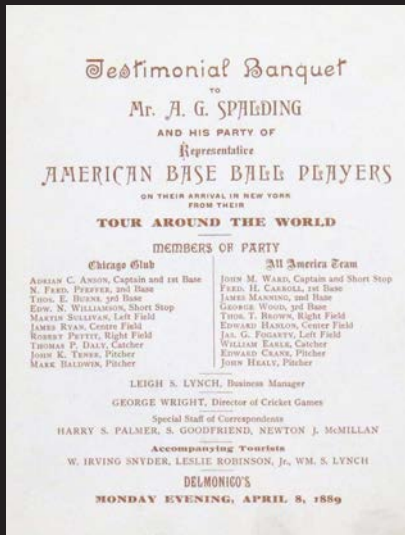 Testimonial Banquet
TO
Mr. A. G. SPALDING
AND HIS PARTY OF
Representative
AMERICAN BASE BALL PLAYERS
ON THEIR ARRIVAL IN NEW YORK
FROM THEIR
TOUR AROUND THE WORLD
MEMBERS OF PARTY
Chicago Club
ADRIAN C. ANSON, Captain and 1st Base
N. FRED. PFEFFER, 2nd Base
THOS. E. BURNS, 3rd Base
EDW. N. WILLIAMSON, Short Stop
MARTIN SULLIVAN, Left Field
JAMES RYAN, Centre Field
ROBERT PETTIT, Right Field
THOMAS P. DALY, Catcher
JOHN K. TENER, Pitcher
MARK BALDWIN, Pitcher
All America Team
JOHN M. WARD, Captain and Short Stop
FRED. H. CARROLL, 1st Base
JAMES MANNING, 2nd Base
GEORGE WOOD, 3rd Base
THOS. T. BROWN, Right Field
EDWARD HANLON, Center Field
JAS. G. FOGARTY, Left Field
WILLIAM EARLE, Catcher
EDWARD CRANE, Pitcher
JOHN HEALY, Pitcher
LEIGH S. LYNCH, Business Manager
GEORGE WRIGHT, Director of Cricket Games
Special Staff of Correspondents
HARRY S. PALMER, S. GOODFRIEND, NEWTON J. McMILLAN
Accompanying Tourists
W. IRVING SNYDER, LESLIE ROBINSON, Jr., WM. S. LYNCH
DELMONICO'S
MONDAY EVENING, APRIL 8, 1889